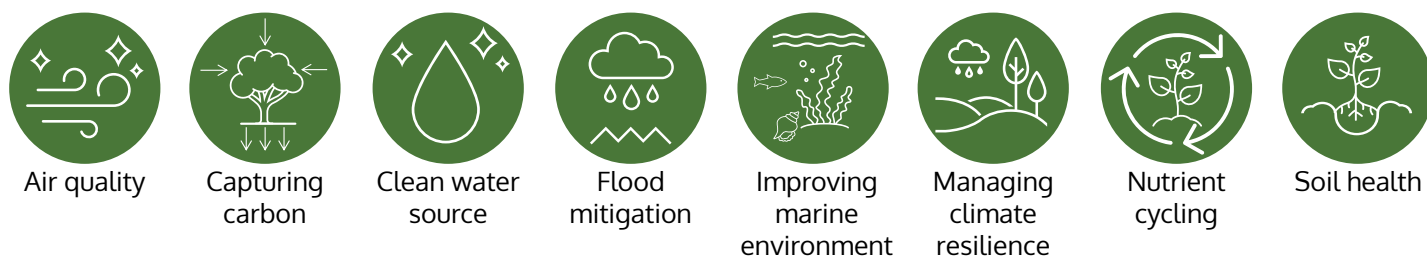 Air quality
Capturing
carbon
Clean water
source
Flood
mitigation
Improving
marine
environment
Managing
climate
resilience
Nutrient
cycling
Soil health